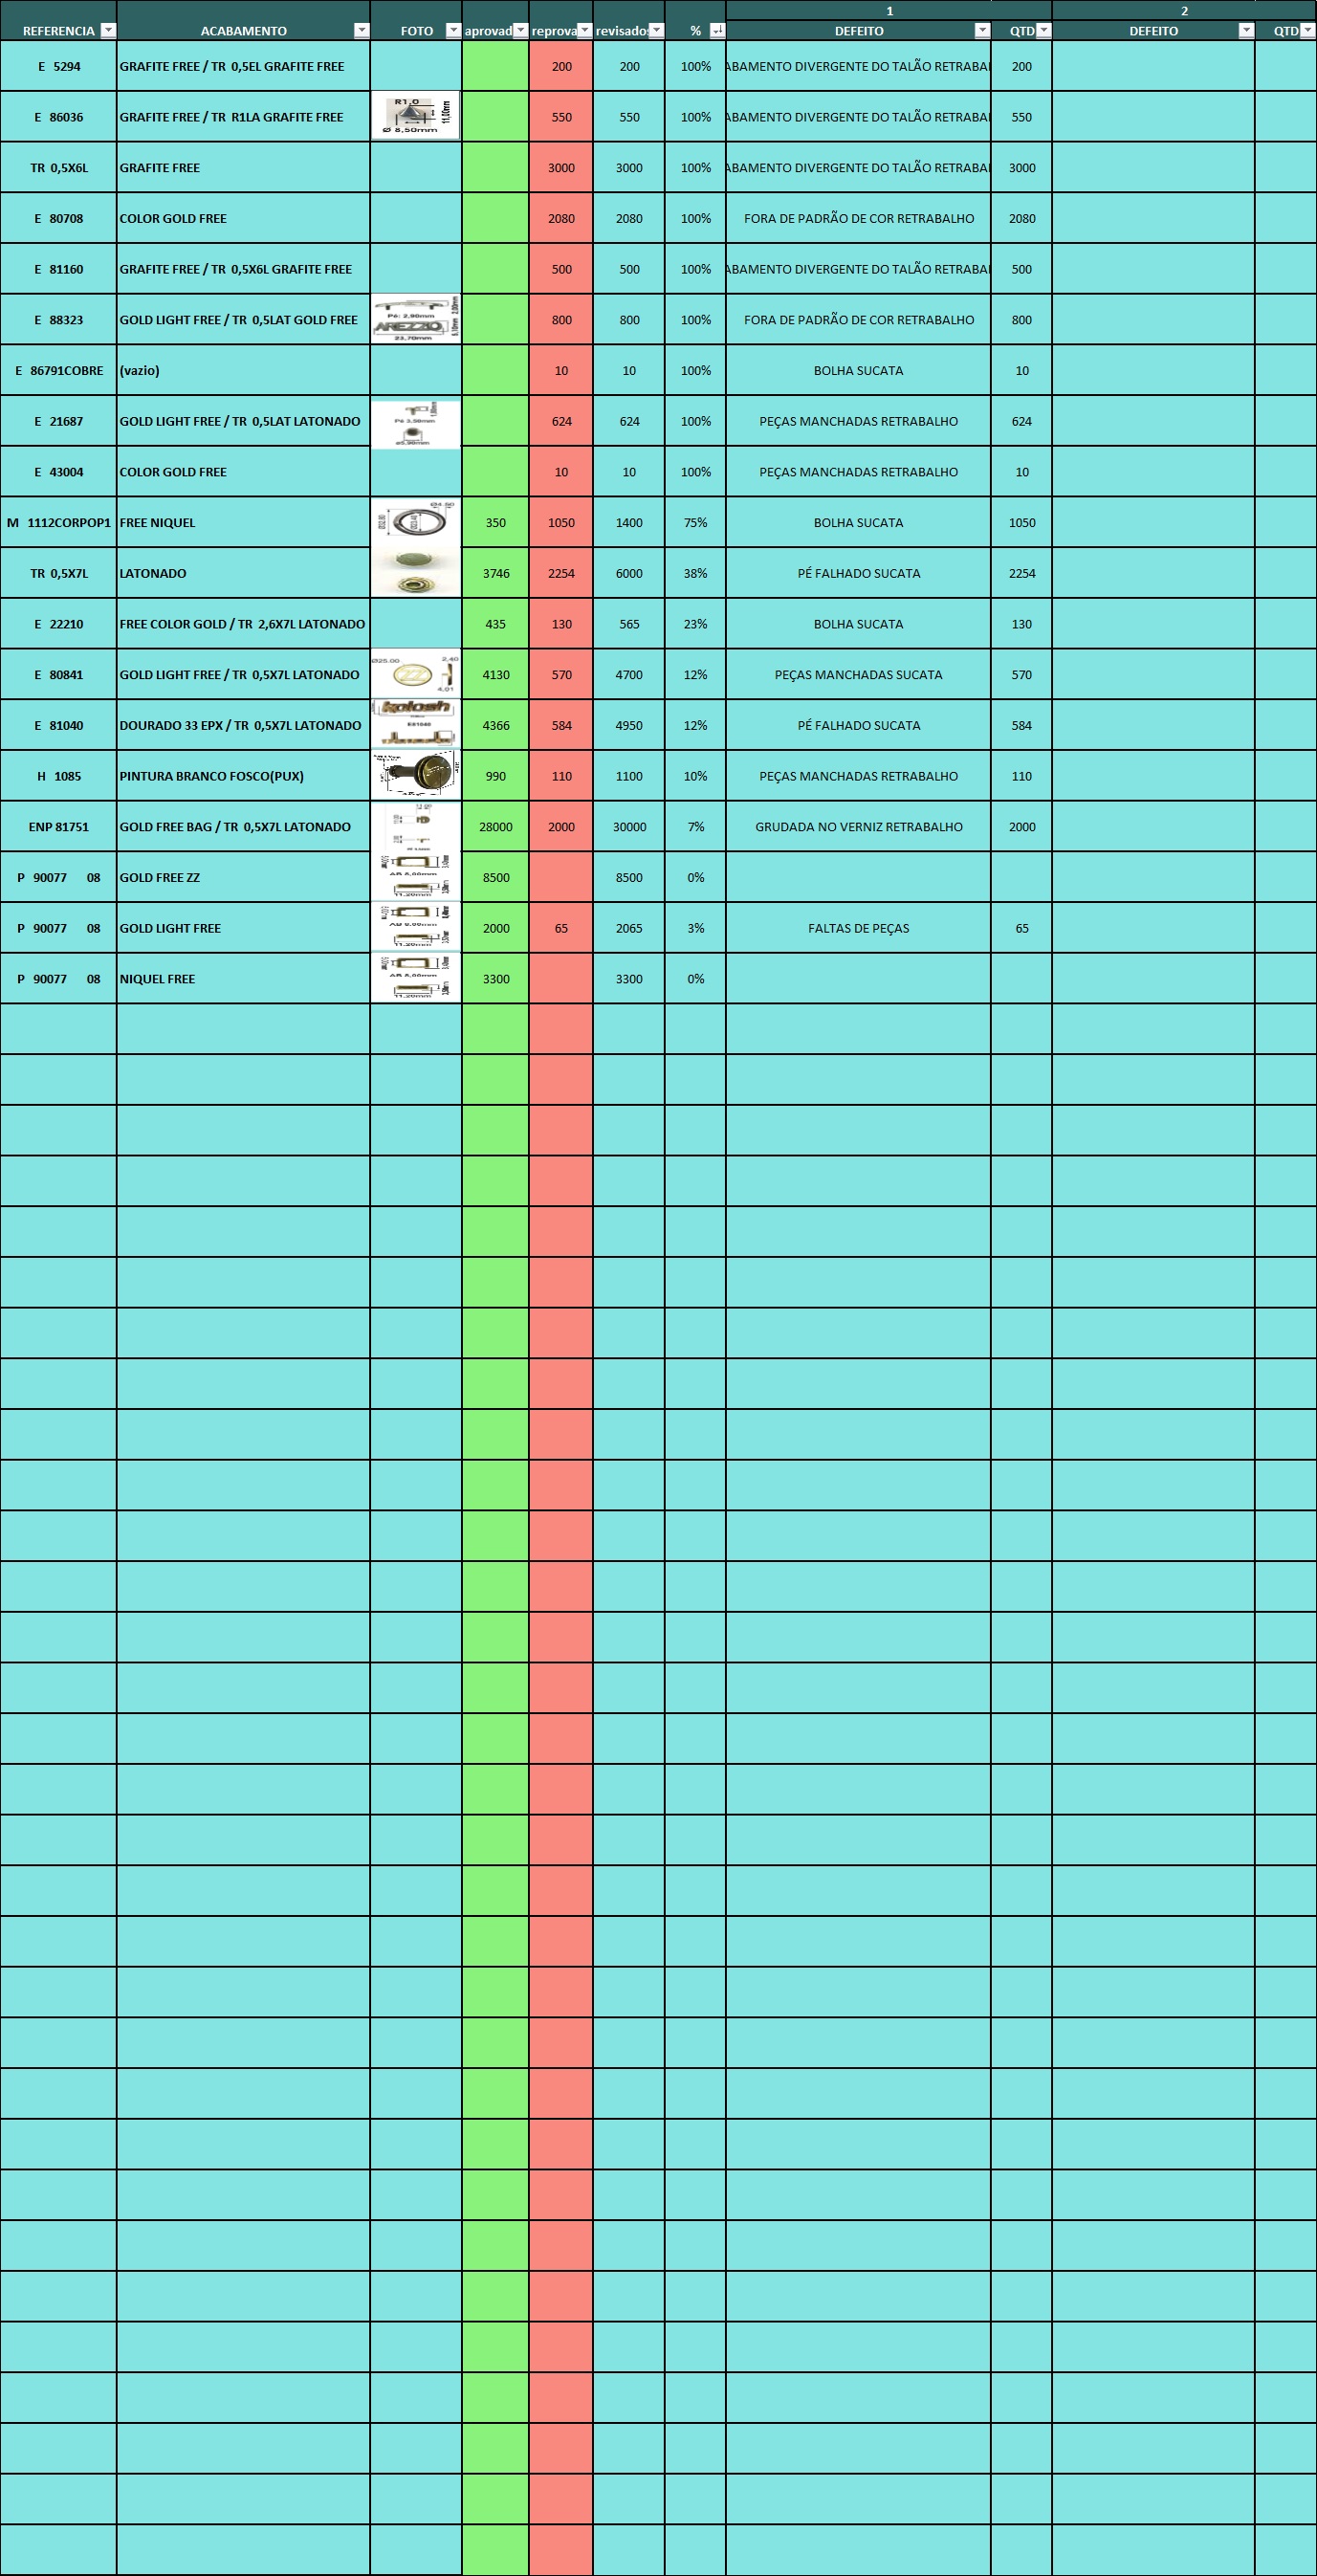 1 2
REFERENCIA ACABAMENTO FOTO aprovad reprova revisados % DEFEITO QTD DEFEITO QTD
E 5294 GRAFITE FREE / TR 0,5EL GRAFITE FREE 200 200 100% ABAMENTO DIVERGENTE DO TALÃO RETRABAI 200
E 86036 GRAFITE FREE / TR R1LA GRAFITE FREE R1.0 11,00mm Ø 8,50mm 550 550 100% ABAMENTO DIVERGENTE DO TALÃO RETRABAI 550
TR 0,5X6L GRAFITE FREE 3000 3000 100% ABAMENTO DIVERGENTE DO TALÃO RETRABAI 3000
E 80708 COLOR GOLD FREE 2080 2080 100% FORA DE PADRÃO DE COR RETRABALHO 2080
E 81160 GRAFITE FREE / TR 0,5X6L GRAFITE FREE 500 500 100% ABAMENTO DIVERGENTE DO TALÃO RETRABAI 500
E 88323 GOLD LIGHT FREE / TR 0,5LAT GOLD FREE Pé: 2,90mm AREZZO 23,70mm 800 800 100% FORA DE PADRÃO DE COR RETRABALHO 800
E 86791COBRE (vazio) 10 10 100% BOLHA SUCATA 10
E 21687 GOLD LIGHT FREE / TR 0,5LAT LATONADO Pé 3,50mm 624 624 100% PEÇAS MANCHADAS RETRABALHO 624
E 43004 COLOR GOLD FREE 10 10 100% PEÇAS MANCHADAS RETRABALHO 10
M 1112CORPOP1 FREE NIQUEL 350 1050 1400 75% BOLHA SUCATA 1050
TR 0,5X7L LATONADO 3746 2254 6000 38% PÉ FALHADO SUCATA 2254
E 22210 FREE COLOR GOLD / TR 2,6X7L LATONADO 435 130 565 23% BOLHA SUCATA 130
E 80841 GOLD LIGHT FREE / TR 0,5X7L LATONADO Ø25.00 2,40 4,01 4130 570 4700 12% PEÇAS MANCHADAS SUCATA 570
E 81040 DOURADO 33 EPX / TR 0,5X7L LATONADO kolosh E81040 4366 584 4950 12% PÉ FALHADO SUCATA 584
H 1085 PINTURA BRANCO FOSCO(PUX) 990 110 1100 10% PEÇAS MANCHADAS RETRABALHO 110
ENP 81751 GOLD FREE BAG / TR 0,5X7L LATONADO 28000 2000 30000 7% GRUDADA NO VERNIZ RETRABALHO 2000
P 90077 08 GOLD FREE ZZ 11,20mm 8500 8500 0%
P 90077 08 GOLD LIGHT FREE 11,20mm 2000 65 2065 3% FALTAS DE PEÇAS 65
P 90077 08 NIQUEL FREE 11,20mm 3300 3300 0%